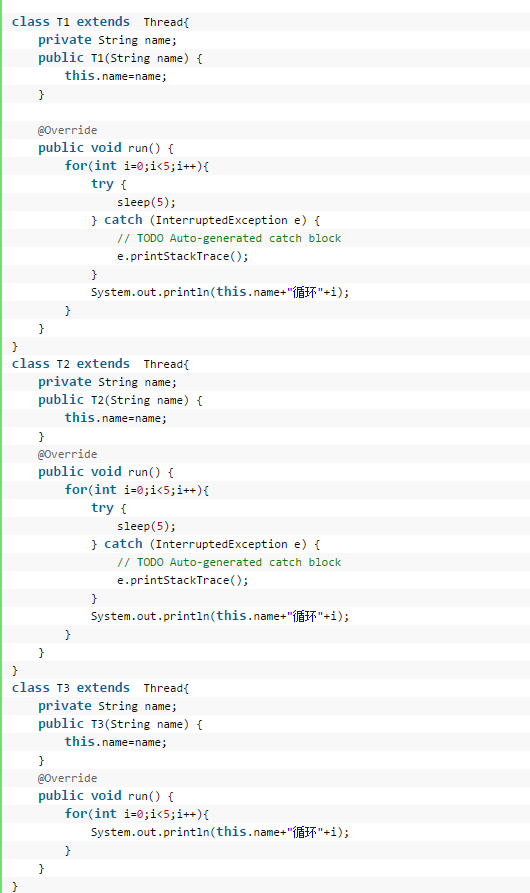 class T1 extends  Thread{
    private String name;
    public T1(String name) {
        this.name=name;
    }

    @Override
    public void run() {
        for(int i=0;i<5;i++){
            try {
                sleep(5);
            } catch (InterruptedException e) {
                // TODO Auto-generated catch block
                e.printStackTrace();
            }
            System.out.println(this.name+"循环"+i);
        }
    }
}
class T2 extends  Thread{
    private String name;
    public T2(String name) {
        this.name=name;
    }
    @Override
    public void run() {
        for(int i=0;i<5;i++){
            try {
                sleep(5);
            } catch (InterruptedException e) {
                // TODO Auto-generated catch block
                e.printStackTrace();
            }
            System.out.println(this.name+"循环"+i);
        }
    }
}
class T3 extends  Thread{
    private String name;
    public T3(String name) {
        this.name=name;
    }
    @Override
    public void run() {
        for(int i=0;i<5;i++){
            System.out.println(this.name+"循环"+i);
        }
    }
}